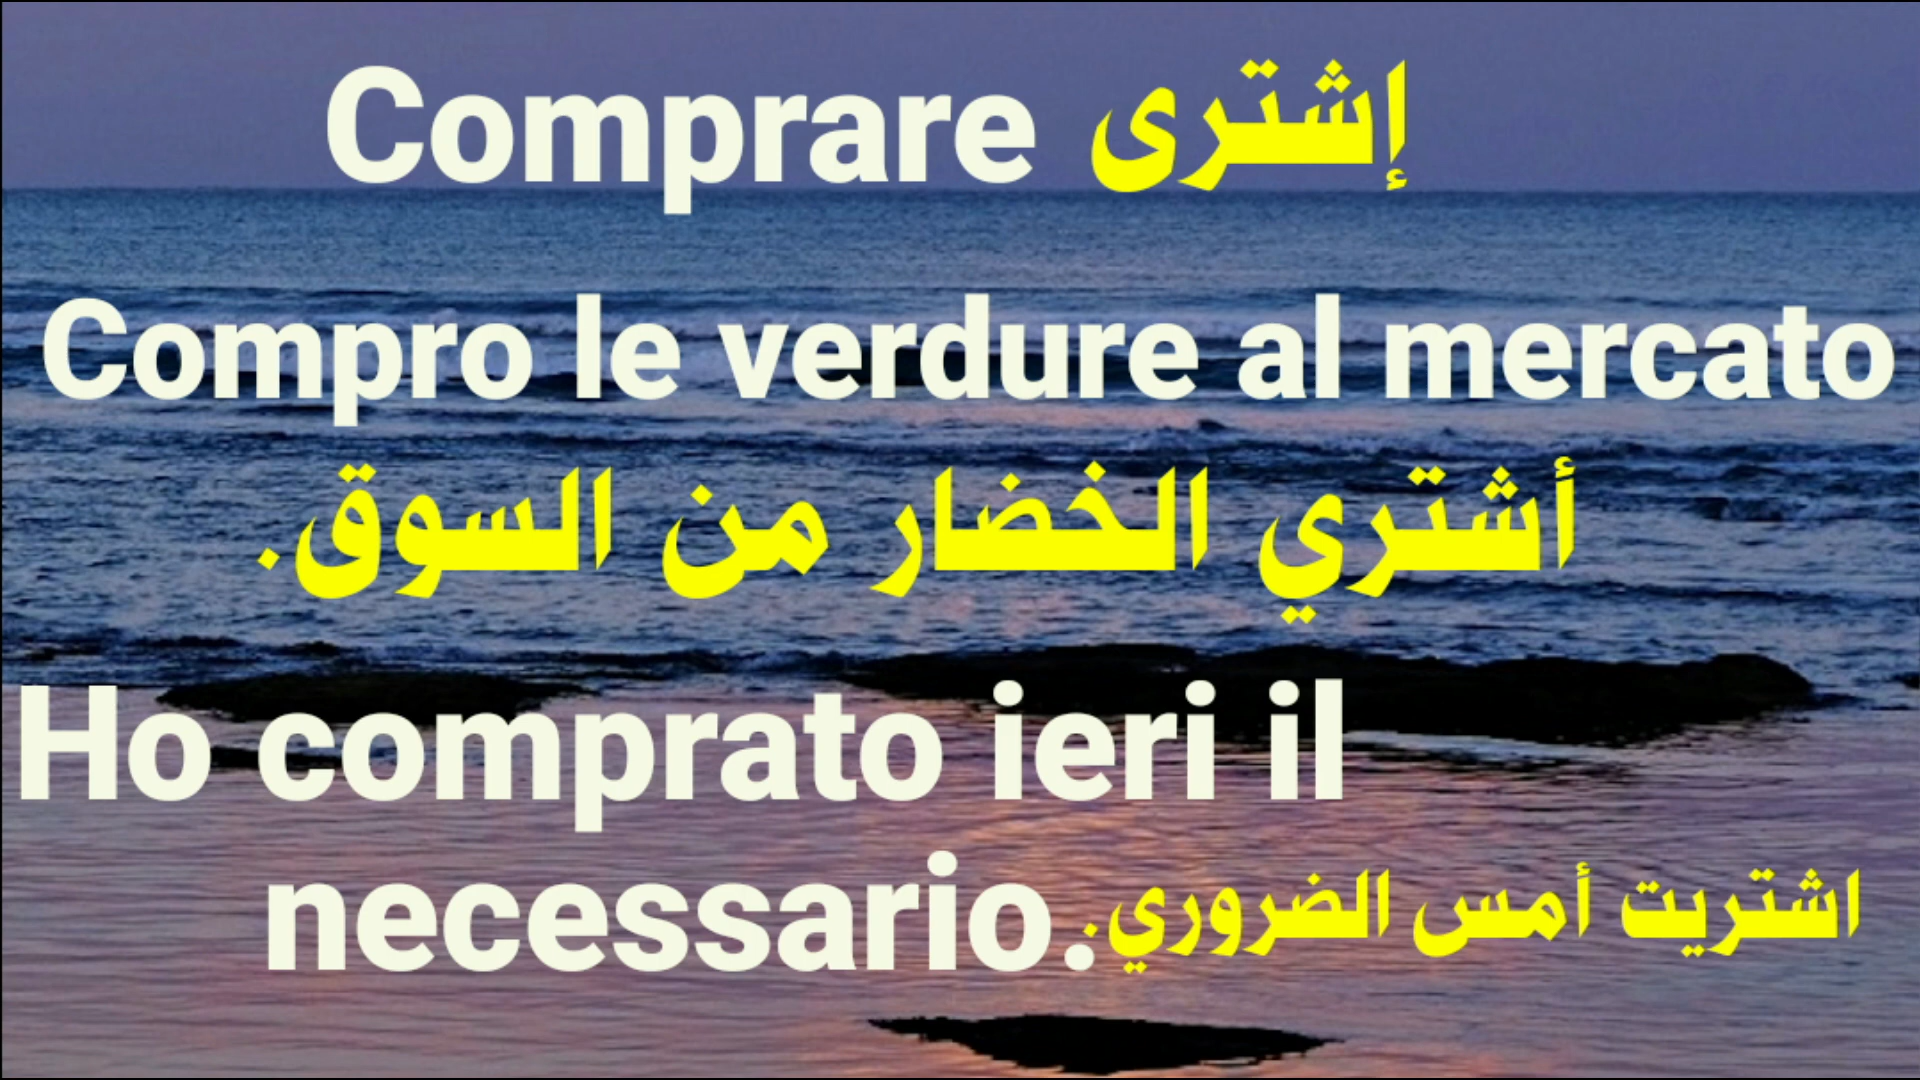 Comprare إشترى
Compro le verdure al mercato
أشتري الخضار من السوق.
Ho comprato ieri il
necessario. اشتريت أمس الضروري.